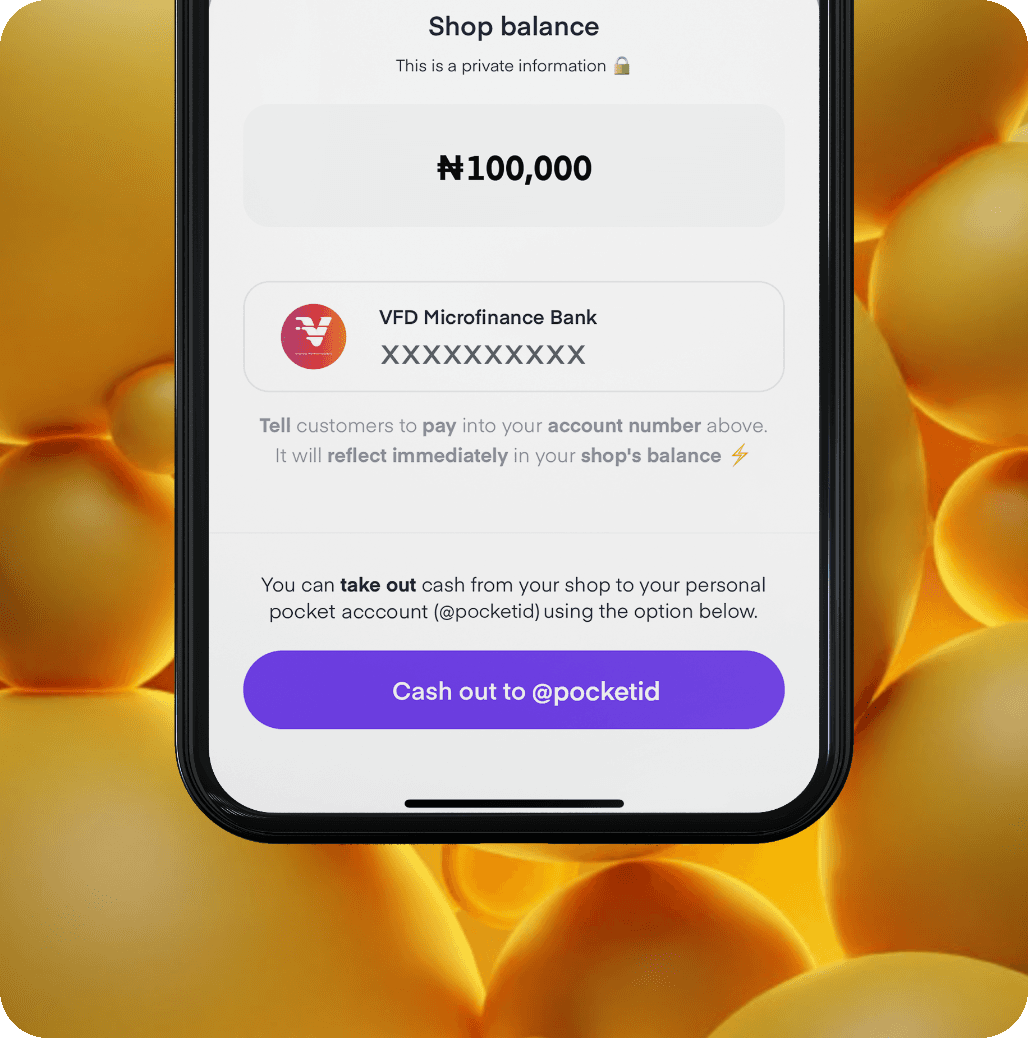 Shop balance
This is a private information 🔒
₦100,000
VFD Microfinance Bank
XXXXXXXXXX
Tell customers to pay into your account number above.
It will reflect immediately in your shop's balance ⚡
You can take out cash from your shop to your personal
pocket acccount (@pocketid) using the option below.
Cash out to @pocketid